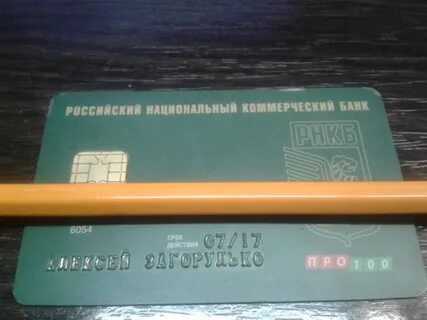 РОССИЙСКИЙ НАЦИОНАЛЬНЫЙ КОММЕРЧЕСКИЙ БАНК
РНКБ
6054
СРОК
ДЕЙСТВИЯ 07/17
АЛЕКСЕЙ ЗАГОРУЛЬКО
ПРО100